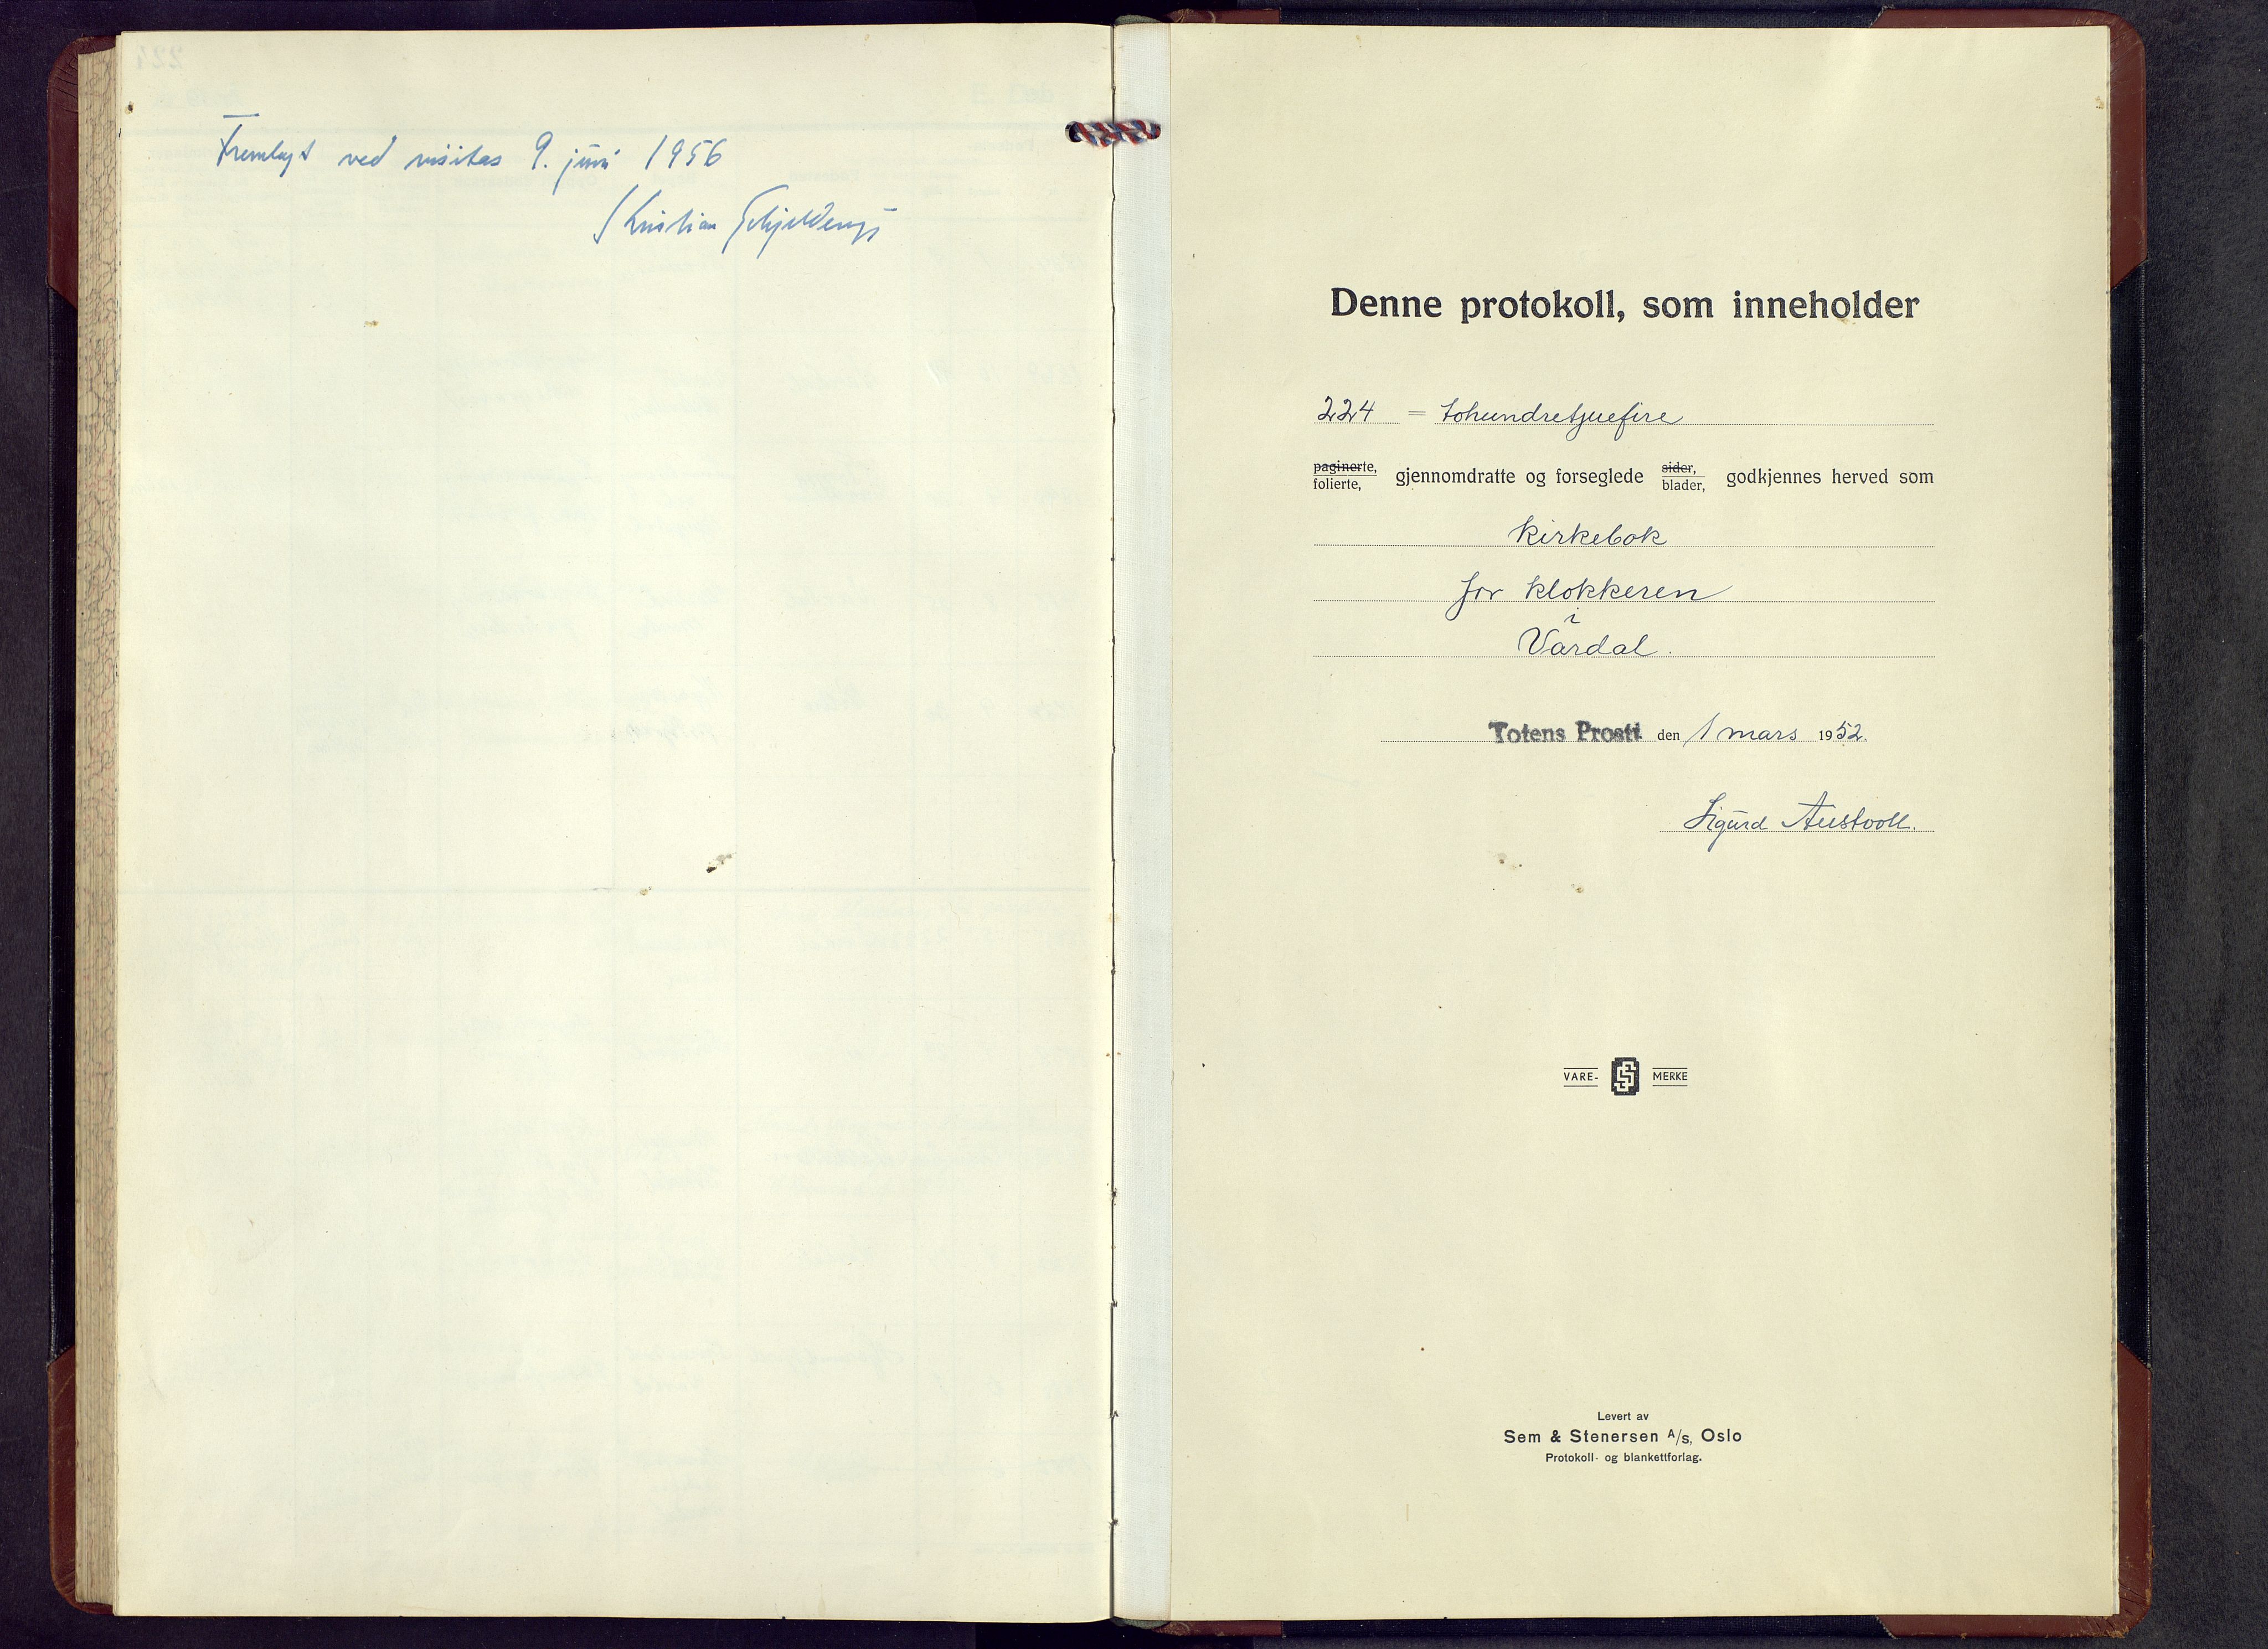 Fremlagt ved visitas 9. juni 1956
Kristian Schjelderup
Denne protokoll, som inneholder
224 = tohundretjuefire
paginerte, folierte, gjennomdratte og forseglede sider, blader, godkjennes herved som
kirkebok
for klokkeren
i
Vardal.
Totens Prosti den 1 mars 1952.
Sigurd Austvoll.
VARE- SS MERKE
Levert av
Sem & Stenersen A/s, Oslo
Protokoll- og blankettforlag.